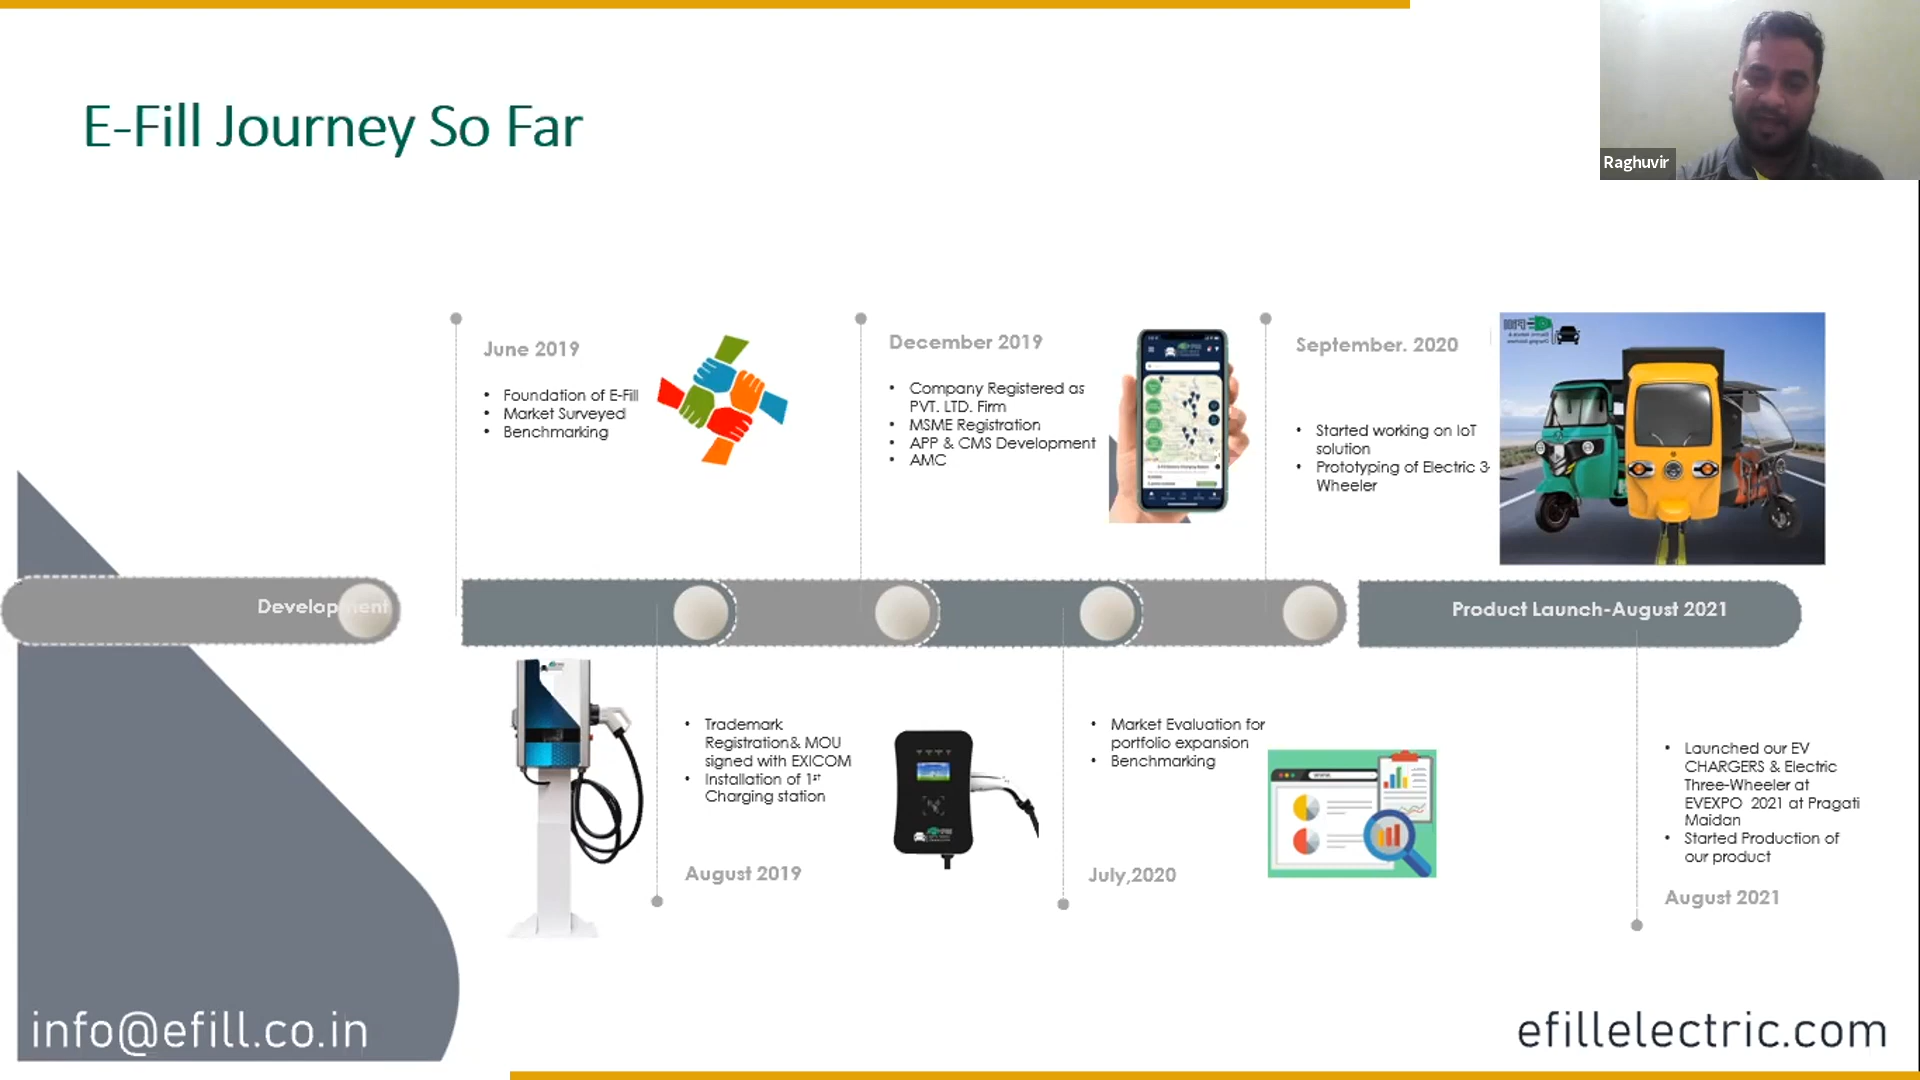 E-Fill Journey So Far
Raghuvir
June 2019
• Foundation of E-Fill
• Market Surveyed
• Benchmarking
December 2019
• Company Registered as
PVT. LTD. Firm
• MSME Registration
• APP & CMS Development
• AMC
September. 2020
• Started working on IoT
solution
• Prototyping of Electric 3-
Wheeler
Development
Product Launch-August 2021
• Trademark
Registration& MOU
signed with EXICOM
• Installation of 1st
Charging station
August 2019
• Market Evaluation for
portfolio expansion
• Benchmarking
July,2020
• Launched our EV
CHARGERS & Electric
Three-Wheeler at
EVEXPO 2021 at Pragati
Maidan
• Started Production of
our product
August 2021
info@efill.co.in
efillelectric.com